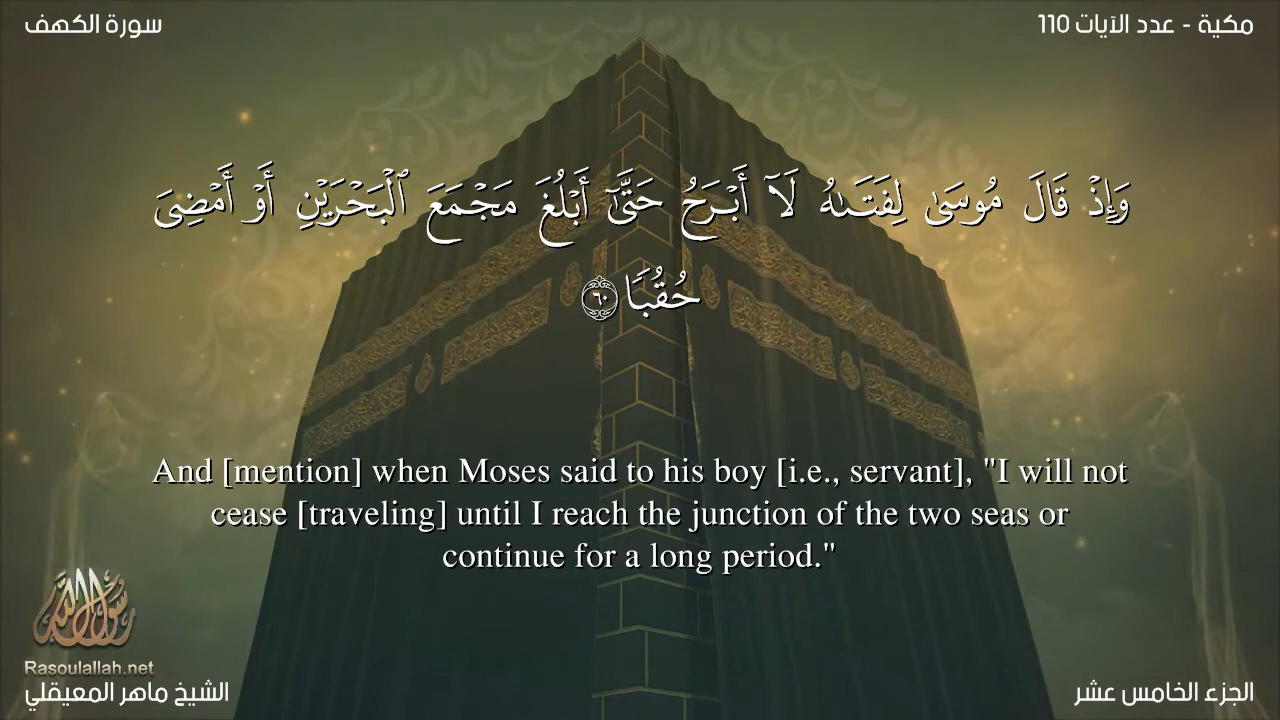 سورة الكهف
مكية - عدد الآيات 110
وَإِذْ قَالَ مُوسَىٰ لِفَتَىٰهُ لَآ أَبْرَحُ حَتَّىٰٓ أَبْلُغَ مَجْمَعَ ٱلْبَحْرَيْنِ أَوْ أَمْضِىَ
حُقُبًا ٦٠
And [mention] when Moses said to his boy [i.e., servant], "I will not
cease [traveling] until I reach the junction of the two seas or
continue for a long period."
رسول الله
Rasoulallah.net
الشيخ ماهر المعيقلي
الجزء الخامس عشر